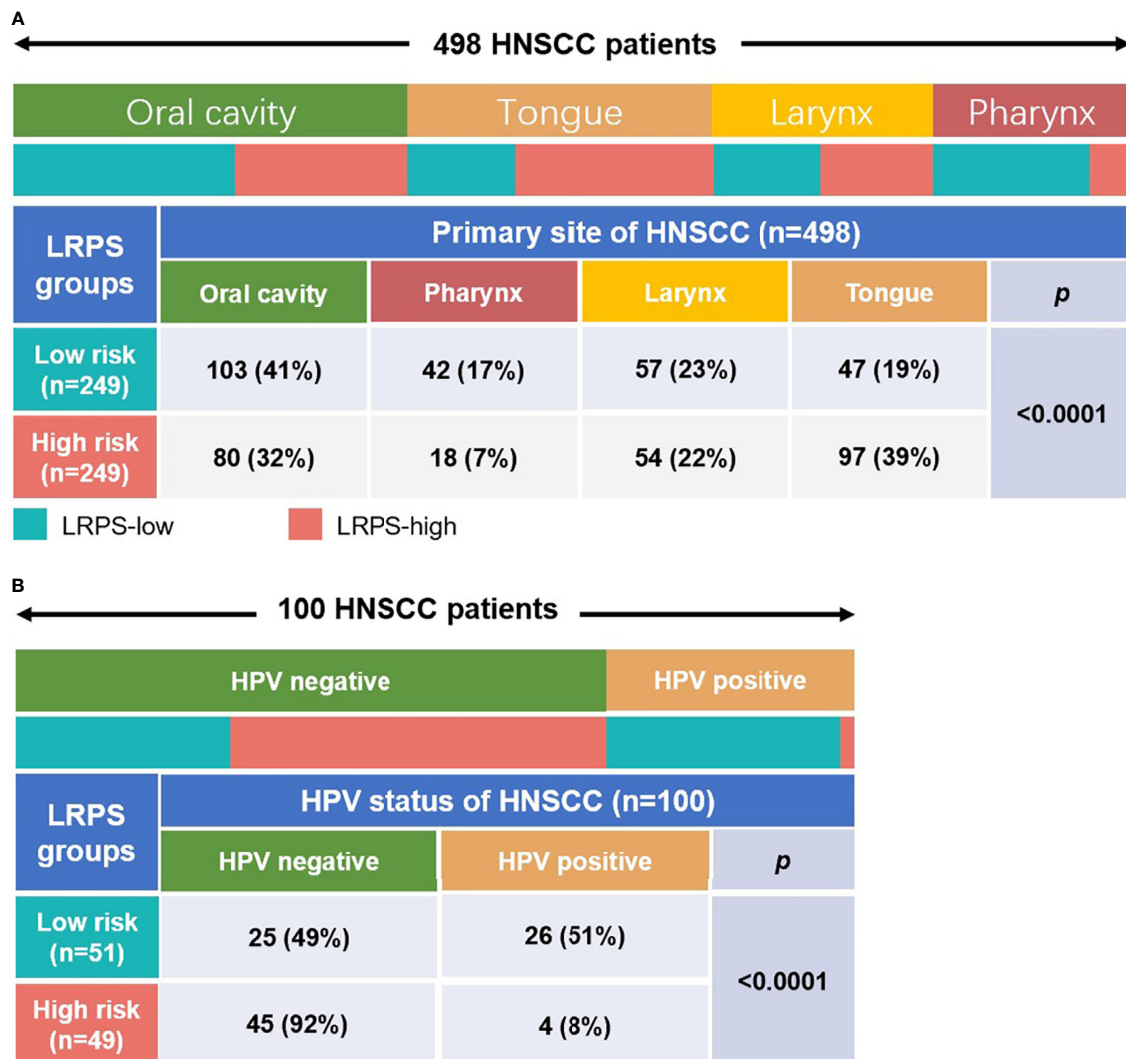 A
498 HNSCC patients
Oral cavity Tongue Larynx Pharynx
LRPS groups
Primary site of HNSCC (n=498)
Oral cavity Pharynx Larynx Tongue p
Low risk (n=249) 103 (41%) 42 (17%) 57 (23%) 47 (19%)
<0.0001
High risk (n=249) 80 (32%) 18 (7%) 54 (22%) 97 (39%)
LRPS-low LRPS-high
B
100 HNSCC patients
HPV negative HPV positive
LRPS groups
HPV status of HNSCC (n=100)
HPV negative HPV positive p
Low risk (n=51) 25 (49%) 26 (51%)
<0.0001
High risk (n=49) 45 (92%) 4 (8%)